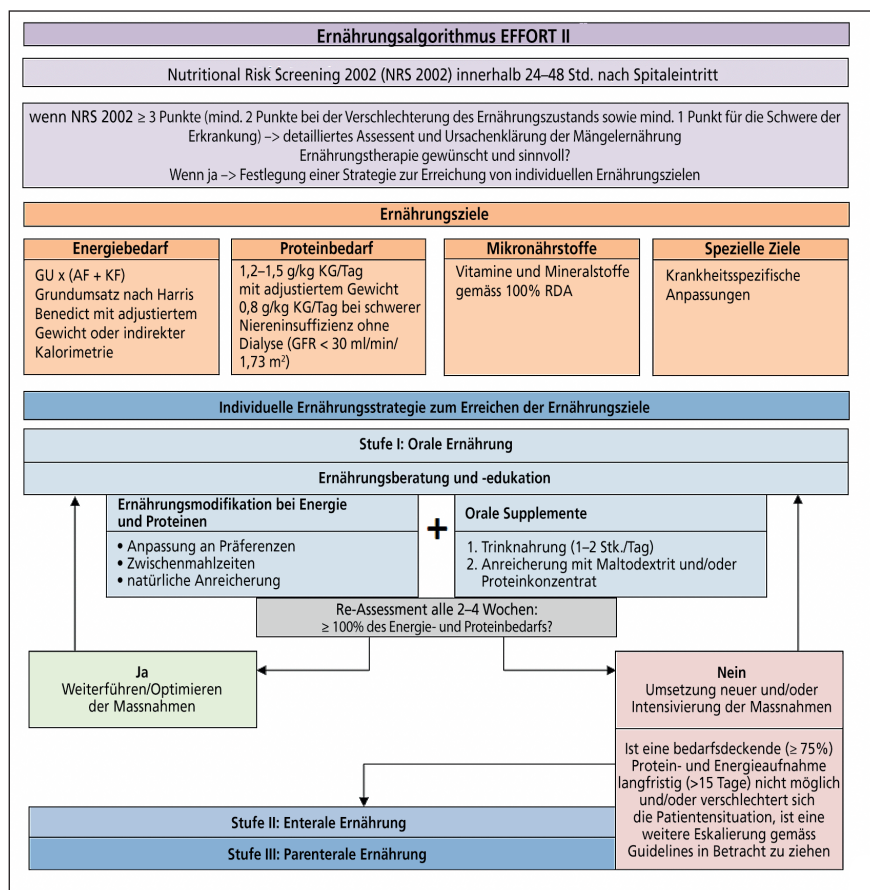 Ernährungsalgorithmus EFFORT II
Nutritional Risk Screening 2002 (NRS 2002) innerhalb 24–48 Std. nach Spitaleintritt
wenn NRS 2002 ≥ 3 Punkte (mind. 2 Punkte bei der Verschlechterung des Ernährungszustands sowie mind. 1 Punkt für die Schwere der
Erkrankung) –> detailliertes Assessent und Ursachenklärung der Mängelernährung
Ernährungstherapie gewünscht und sinnvoll?
Wenn ja –> Festlegung einer Strategie zur Erreichung von individuellen Ernährungszielen
Ernährungsziele
Energiebedarf
GU x (AF + KF)
Grundumsatz nach Harris
Benedict mit adjustiertem
Gewicht oder indirekter
Kalorimetrie
Proteinbedarf
1,2–1,5 g/kg KG/Tag
mit adjustiertem Gewicht
0,8 g/kg KG/Tag bei schwerer
Niereninsuffizienz ohne
Dialyse (GFR < 30 ml/min/
1,73 m²)
Mikronährstoffe
Vitamine und Mineralstoffe
gemäss 100% RDA
Spezielle Ziele
Krankheitsspezifische
Anpassungen
Individuelle Ernährungsstrategie zum Erreichen der Ernährungsziele
Stufe I: Orale Ernährung
Ernährungsberatung und -edukation
Ernährungsmodifikation bei Energie
und Proteinen
• Anpassung an Präferenzen
• Zwischenmahlzeiten
• natürliche Anreicherung
+
Orale Supplemente
1. Trinknahrung (1–2 Stk./Tag)
2. Anreicherung mit Maltodextrit und/oder
Proteinkonzentrat
Re-Assessment alle 2–4 Wochen:
≥ 100% des Energie- und Proteinbedarfs?
Ja
Weiterführen/Optimieren
der Massnahmen
Nein
Umsetzung neuer und/oder
Intensivierung der Massnahmen
Ist eine bedarfsdeckende (≥ 75%)
Protein- und Energieaufnahme
langfristig (>15 Tage) nicht möglich
und/oder verschlechtert sich
die Patientensituation, ist eine
weitere Eskalierung gemäss
Guidelines in Betracht zu ziehen
Stufe II: Enterale Ernährung
Stufe III: Parenterale Ernährung